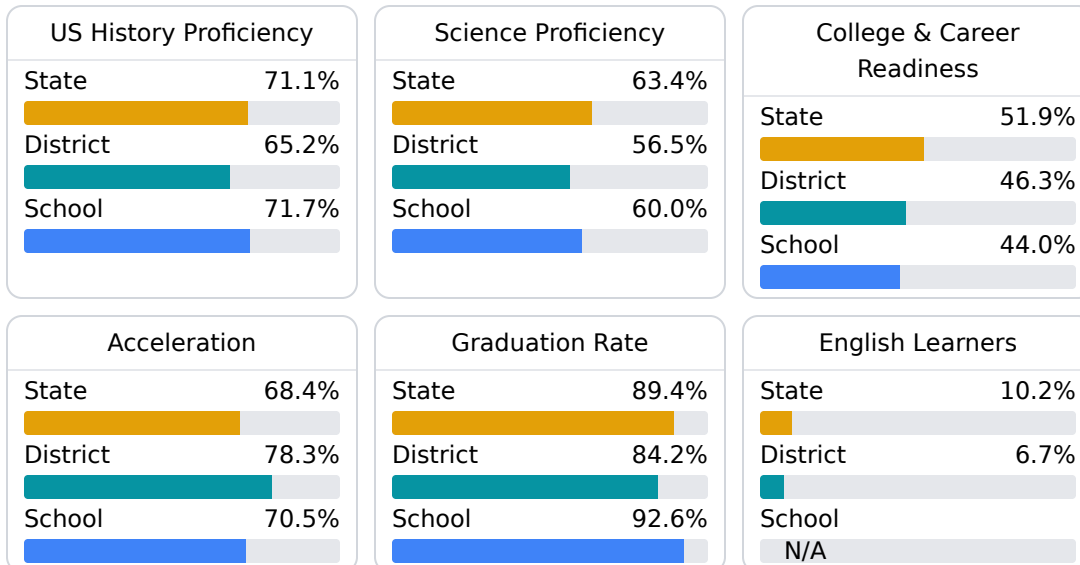 US History Proficiency
State 71.1%
District 65.2%
School 71.7%
Science Proficiency
State 63.4%
District 56.5%
School 60.0%
College & Career
Readiness
State 51.9%
District 46.3%
School 44.0%
Acceleration
State 68.4%
District 78.3%
School 70.5%
Graduation Rate
State 89.4%
District 84.2%
School 92.6%
English Learners
State 10.2%
District 6.7%
School
N/A